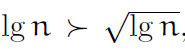 lg n ≻ √lg n,